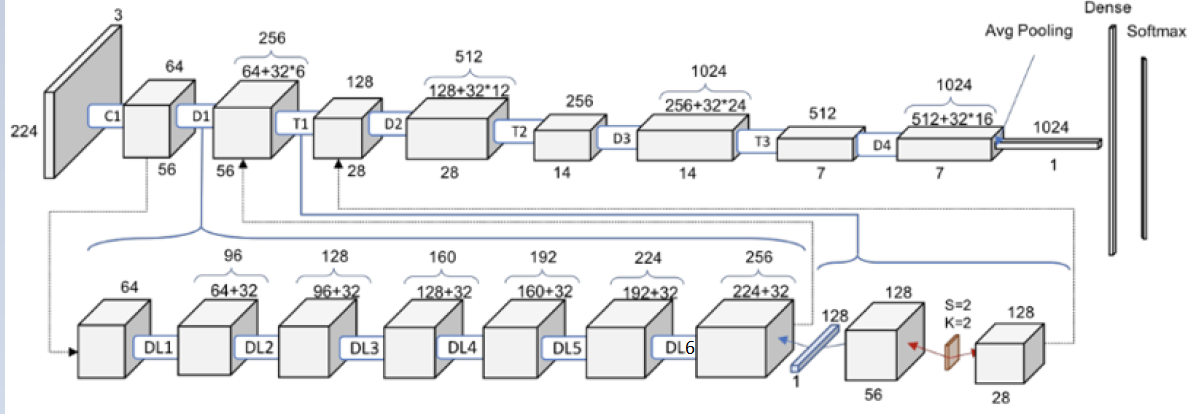 Dense
3
Avg Pooling
Softmax
256
64
64+32*6
512
128
128+32*12
1024
256
256+32*24
512
1024
512+32*16
1024
224
C1
D1
T1
D2
T2
D3
T3
D4
56
56
28
28
14
14
7
7
1
96
128
160
192
224
256
64
64+32
96+32
128+32
160+32
192+32
224+32
128
128
S=2
K=2
128
DL1
DL2
DL3
DL4
DL5
DL6
1
56
28